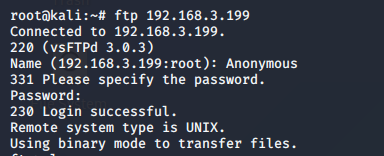 root@kali:~# ftp 192.168.3.199
Connected to 192.168.3.199.
220 (vsFTPd 3.0.3)
Name (192.168.3.199:root): Anonymous
331 Please specify the password.
Password:
230 Login successful.
Remote system type is UNIX.
Using binary mode to transfer files.